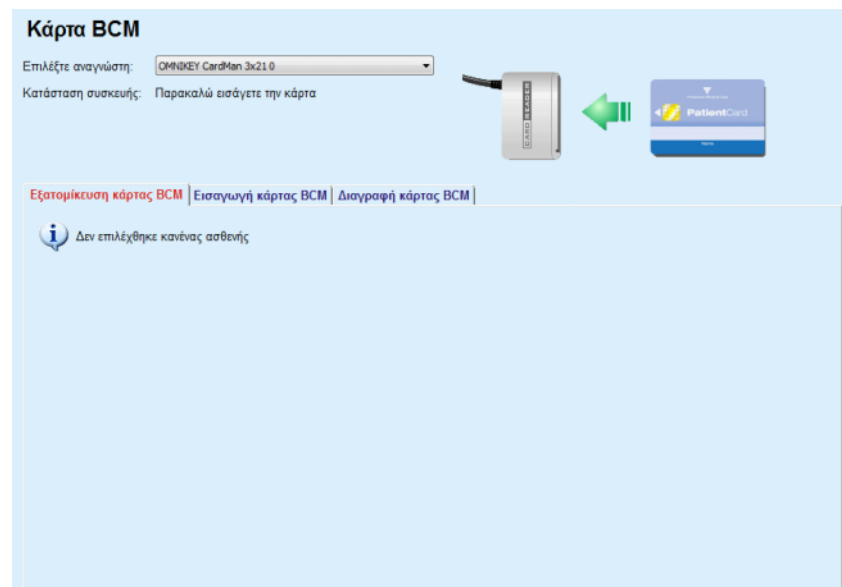 Κάρτα BCM
Επιλέξτε αναγνώστη: OMNIKEY CardMan 3x21 0
Κατάσταση συσκευής: Παρακαλώ εισάγετε την κάρτα
CARD READER
PatientCard
Εξατομίκευση κάρτας BCM Εισαγωγή κάρτας BCM Διαγραφή κάρτας BCM
Δεν επιλέχθηκε κανένας ασθενής